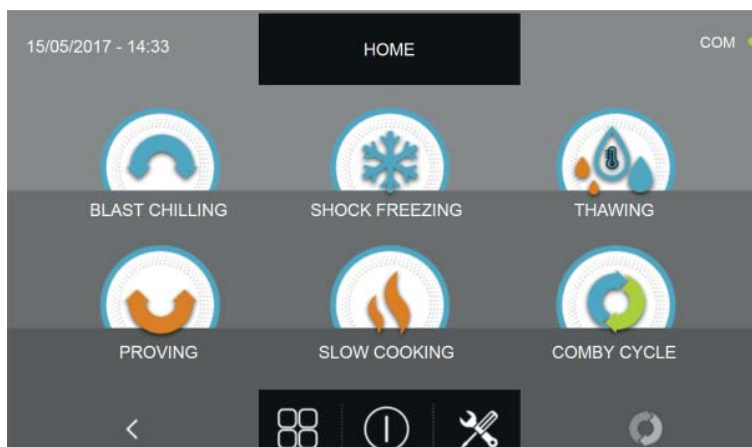 15/05/2017 - 14:33
HOME
COM
BLAST CHILLING
SHOCK FREEZING
THAWING
PROVING
SLOW COOKING
COMBY CYCLE